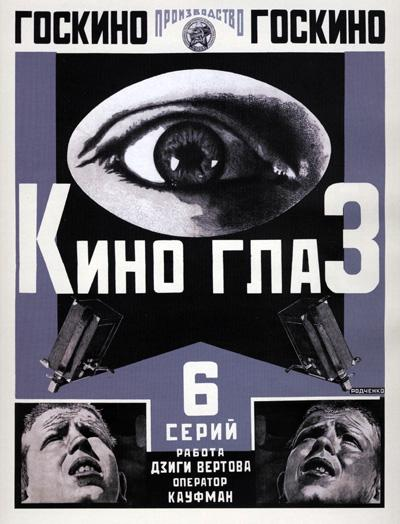 ГОСКИНО ПРОИЗВОДСТВО ГОСКИНО
КИНО ГЛАЗ
6
СЕРИЙ
РОДЧЕНКО
РАБОТА
ДЗИГИ ВЕРТОВА
ОПЕРАТОР
КАУФМАН